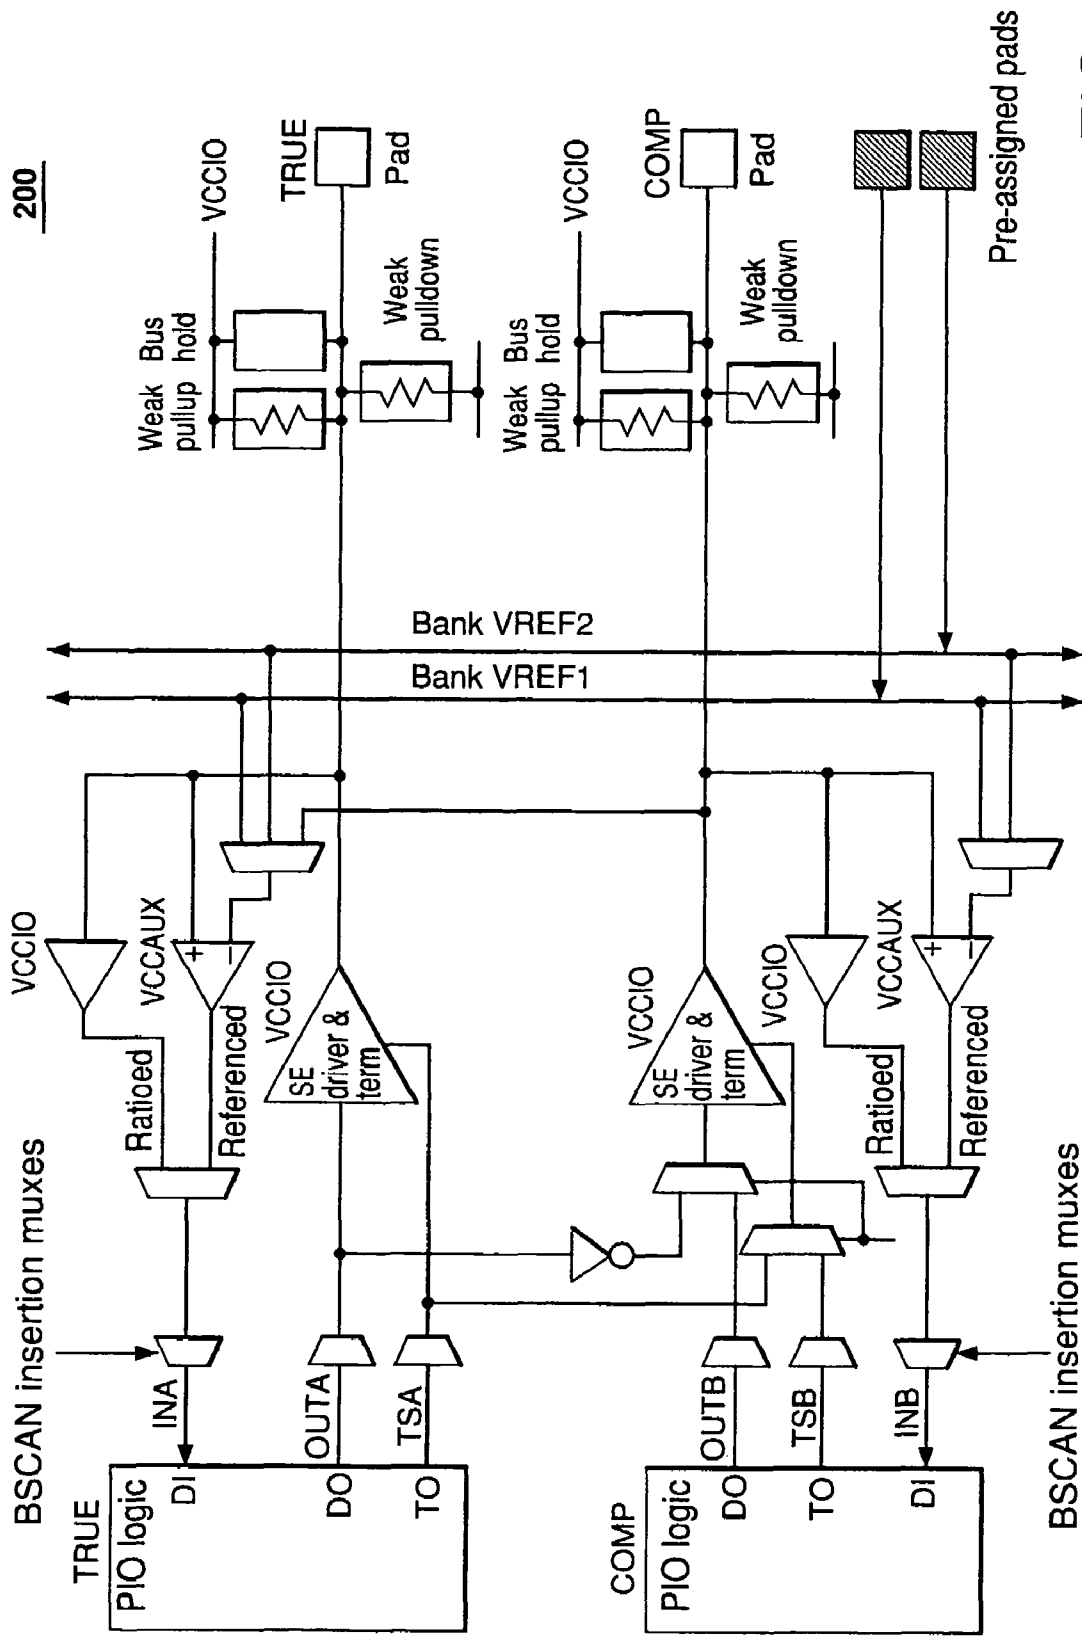 200
BSCAN insertion muxes
TRUE
PIO logic
DI
DO
TO
INA
OUTA
TSA
Ratioed
Referenced
VCCIO
VCCAUX
+
−
VCCIO
SE
driver &
term
Bank VREF2
Bank VREF1
Weak
pullup
Bus
hold
VCCIO
Weak
pulldown
TRUE
Pad
COMP
PIO logic
DO
TO
DI
OUTB
TSB
INB
VCCIO
SE
driver &
term
VCCIO
VCCAUX
+
−
Ratioed
Referenced
Weak
pullup
Bus
hold
VCCIO
Weak
pulldown
COMP
Pad
Pre-assigned pads
BSCAN insertion muxes